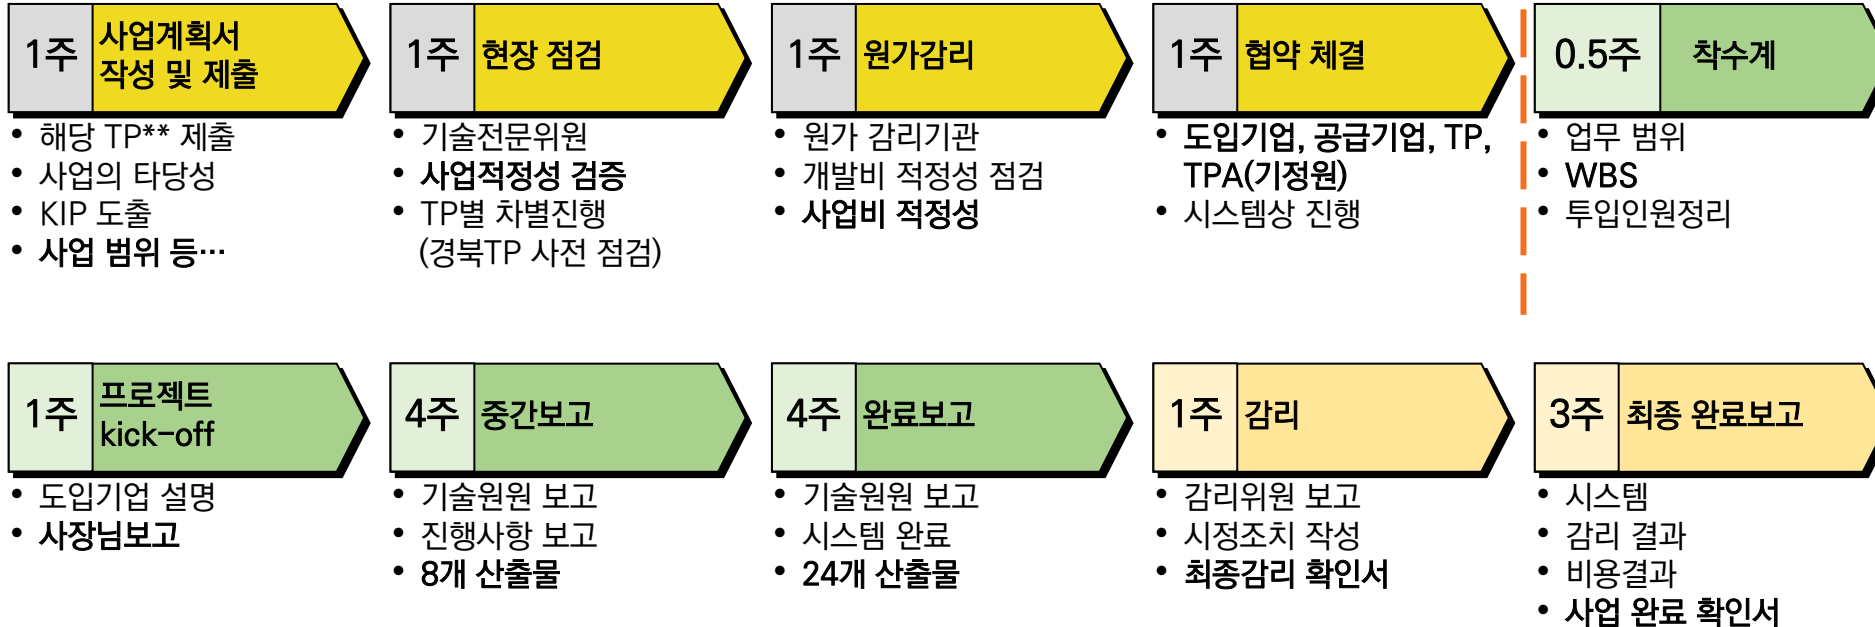 1주
사업계획서
작성 및 제출
• 해당 TP** 제출
• 사업의 타당성
• KIP 도출
• 사업 범위 등…
1주
현장 점검
• 기술전문위원
• 사업적정성 검증
• TP별 차별진행
(경북TP 사전 점검)
1주
원가감리
• 원가 감리기관
• 개발비 적정성 점검
• 사업비 적정성
1주
협약 체결
• 도입기업, 공급기업, TP,
TPA(기정원)
• 시스템상 진행
0.5주
착수계
• 업무 범위
• WBS
• 투입인원정리
1주
프로젝트
kick-off
• 도입기업 설명
• 사장님보고
4주
중간보고
• 기술원원 보고
• 진행사항 보고
• 8개 산출물
4주
완료보고
• 기술원원 보고
• 시스템 완료
• 24개 산출물
1주
감리
• 감리위원 보고
• 시정조치 작성
• 최종감리 확인서
3주
최종 완료보고
• 시스템
• 감리 결과
• 비용결과
• 사업 완료 확인서